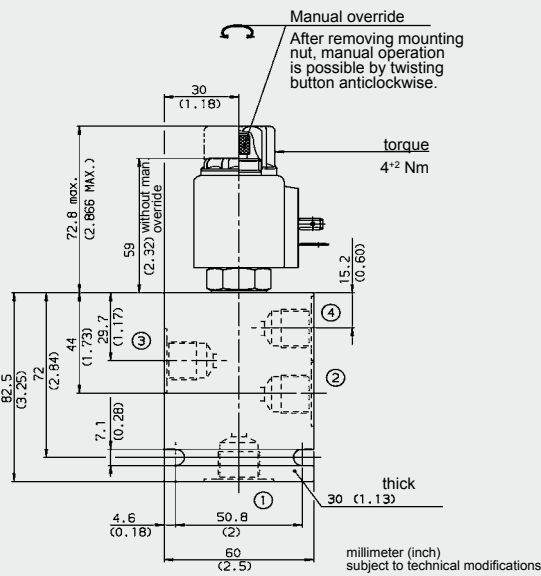 Manual override
After removing mounting
nut, manual operation
is possible by twisting
button anticlockwise.
30
(1.18)
torque
4+2 Nm
72.8 max.
(2.866 MAX.)
59
(2.32) without man.
override
15.2
(0.60)
4
3
29.7
(1.17)
44
(1.73)
2
72
(2.84)
82.5
(3.25)
7.1
(0.28)
thick
30 (1.13)
1
4.6
(0.18)
50.8
(2)
60
(2.5)
millimeter (inch)
subject to technical modifications